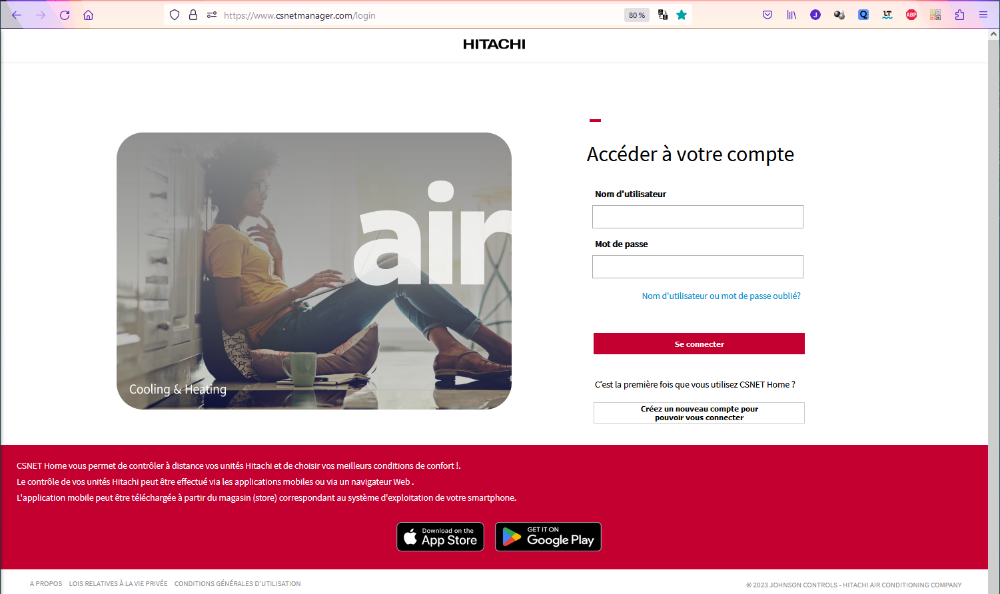 https://www.csnetmanager.com/login
80 %
J
Q
LT
ABP
HITACHI
Accéder à votre compte
air
Nom d'utilisateur
Mot de passe
Nom d'utilisateur ou mot de passe oublié?
Se connecter
Cooling & Heating
C'est la première fois que vous utilisez CSNET Home ?
Créez un nouveau compte pour
pouvoir vous connecter
CSNET Home vous permet de contrôler à distance vos unités Hitachi et de choisir vos meilleurs conditions de confort !.
Le contrôle de vos unités Hitachi peut être effectué via les applications mobiles ou via un navigateur Web .
L'application mobile peut être téléchargée à partir du magasin (store) correspondant au système d'exploitation de votre smartphone.
Download on the
App Store
GET IT ON
Google Play
A PROPOS LOIS RELATIVES À LA VIE PRIVÉE CONDITIONS GÉNÉRALES D'UTILISATION
© 2023 JOHNSON CONTROLS - HITACHI AIR CONDITIONING COMPANY